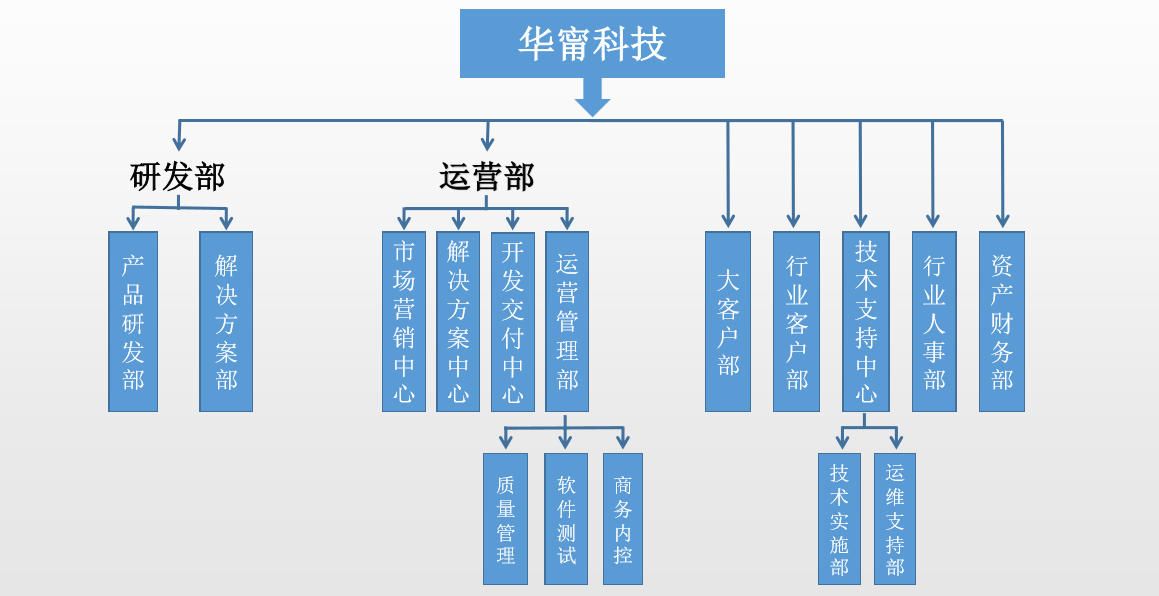 华甯科技
研发部
运营部
产品研发部
解决方案部
市场营销中心
解决方案中心
开发交付中心
运营管理部
大客户部
行业客户部
技术支持中心
行业人事部
资产财务部
质量管理
软件测试
商务内控
技术实施部
运维支持部